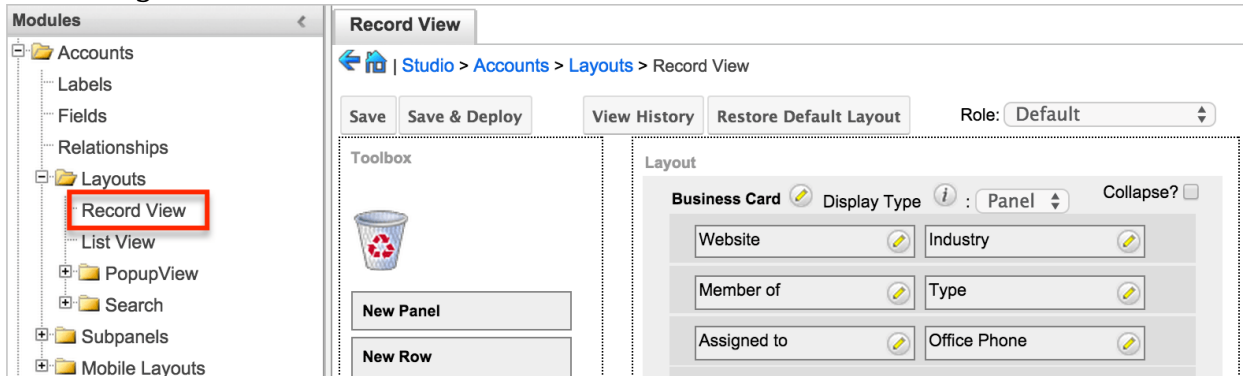 Modules <
Accounts
Labels
Fields
Relationships
Layouts
Record View
List View
PopupView
Search
Subpanels
Mobile Layouts
Record View
| Studio > Accounts > Layouts > Record View
Save Save & Deploy View History Restore Default Layout Role: Default
Toolbox
New Panel
New Row
Layout
Business Card Display Type i : Panel Collapse?
Website Industry
Member of Type
Assigned to Office Phone